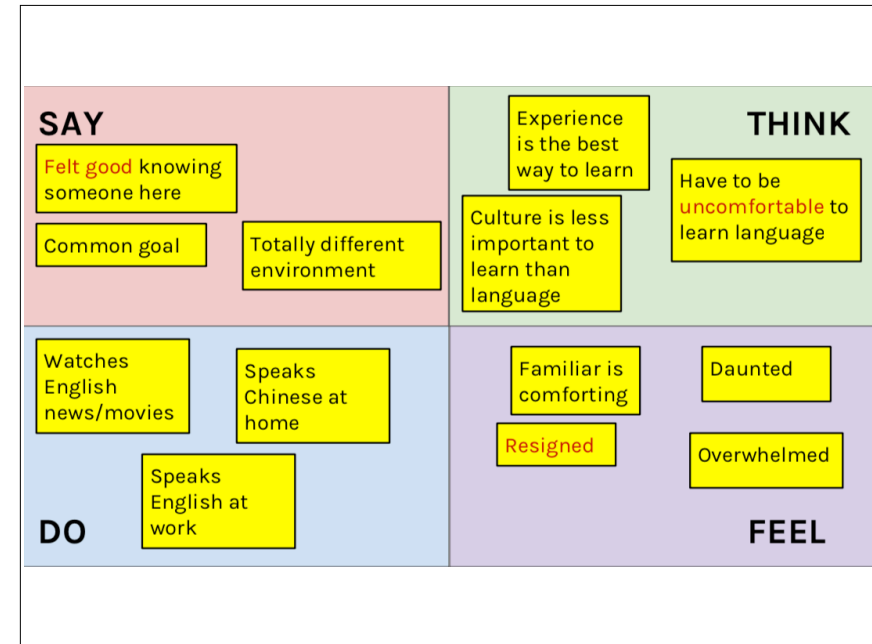 SAY
Felt good knowing
someone here
Common goal
Totally different
environment
THINK
Experience
is the best
way to learn
Have to be
uncomfortable to
learn language
Culture is less
important to
learn than
language
Watches
English
news/movies
Speaks
Chinese at
home
Speaks
English at
work
DO
Familiar is
comforting
Daunted
Resigned
Overwhelmed
FEEL